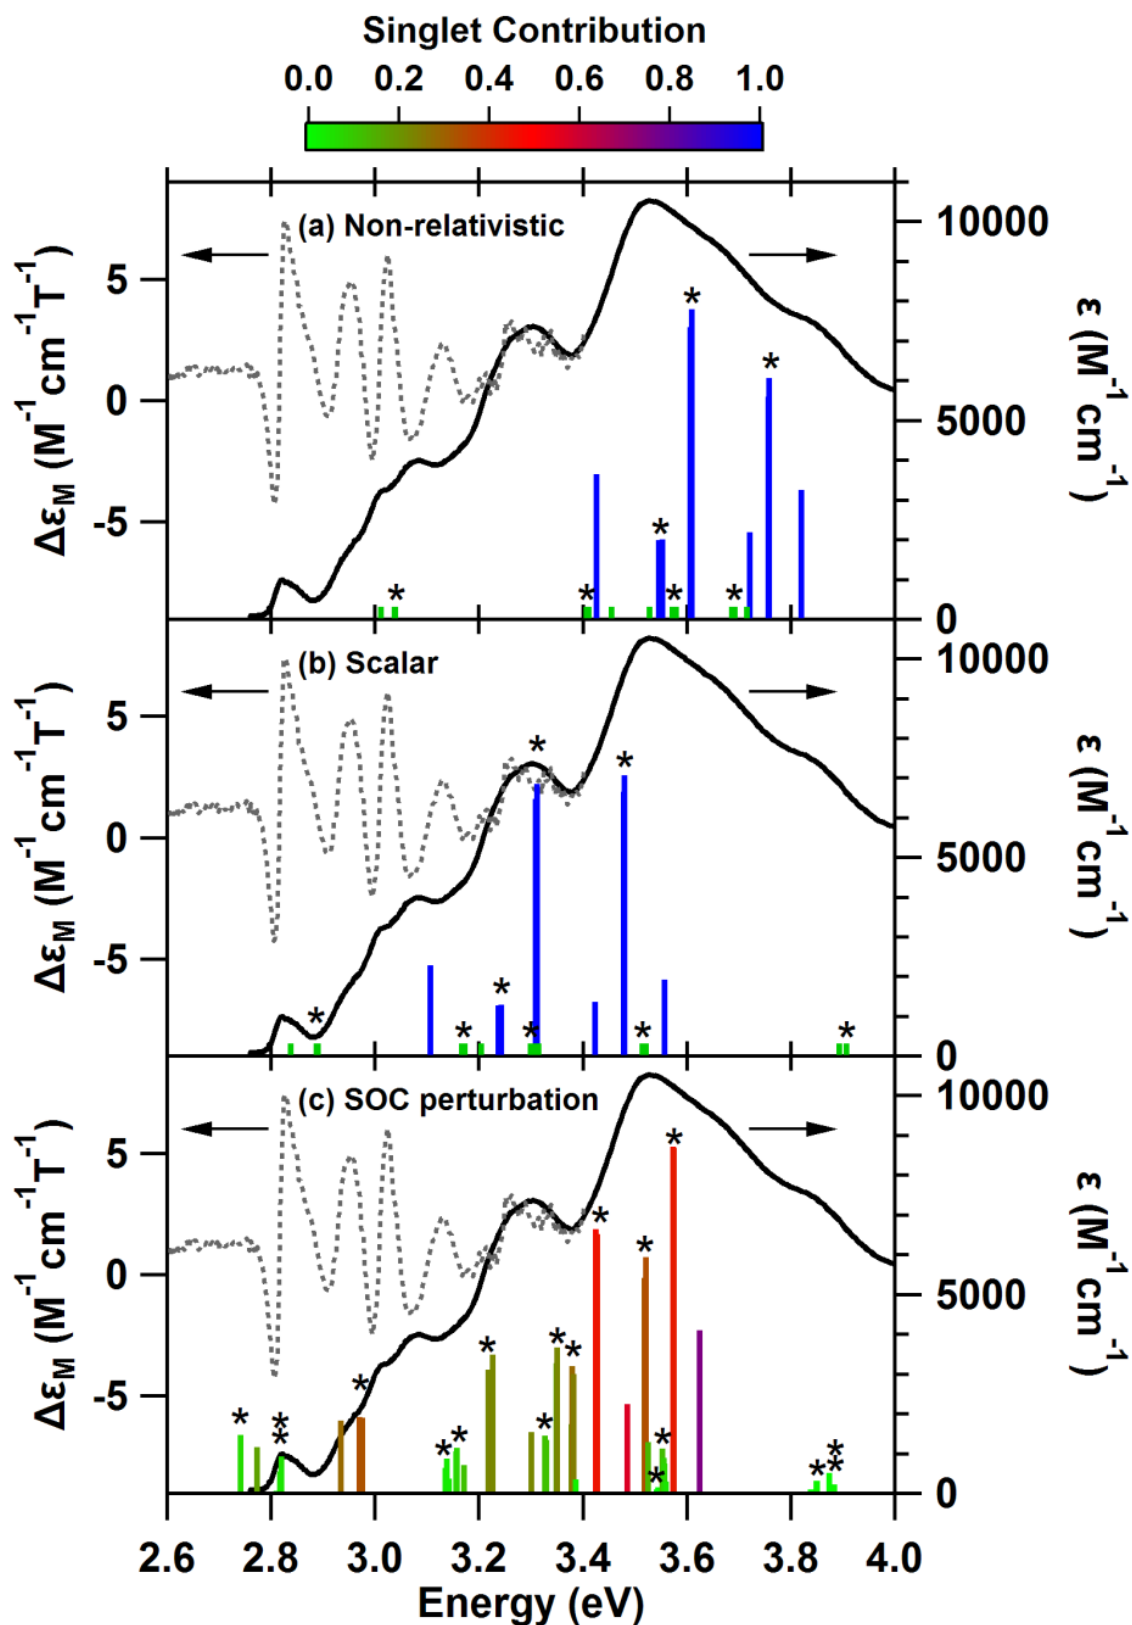 Singlet Contribution
0.0 0.2 0.4 0.6 0.8 1.0
(a) Non-relativistic
5
0
-5
Δε_M (M⁻¹ cm⁻¹ T⁻¹)
10000
5000
0
ε (M⁻¹ cm⁻¹)
* * * * * * *
(b) Scalar
5
0
-5
Δε_M (M⁻¹ cm⁻¹ T⁻¹)
10000
5000
0
ε (M⁻¹ cm⁻¹)
* * * * * * * *
(c) SOC perturbation
5
0
-5
Δε_M (M⁻¹ cm⁻¹ T⁻¹)
10000
5000
0
ε (M⁻¹ cm⁻¹)
* * * * * * * * * * * * * * * * * *
2.6 2.8 3.0 3.2 3.4 3.6 3.8 4.0
Energy (eV)